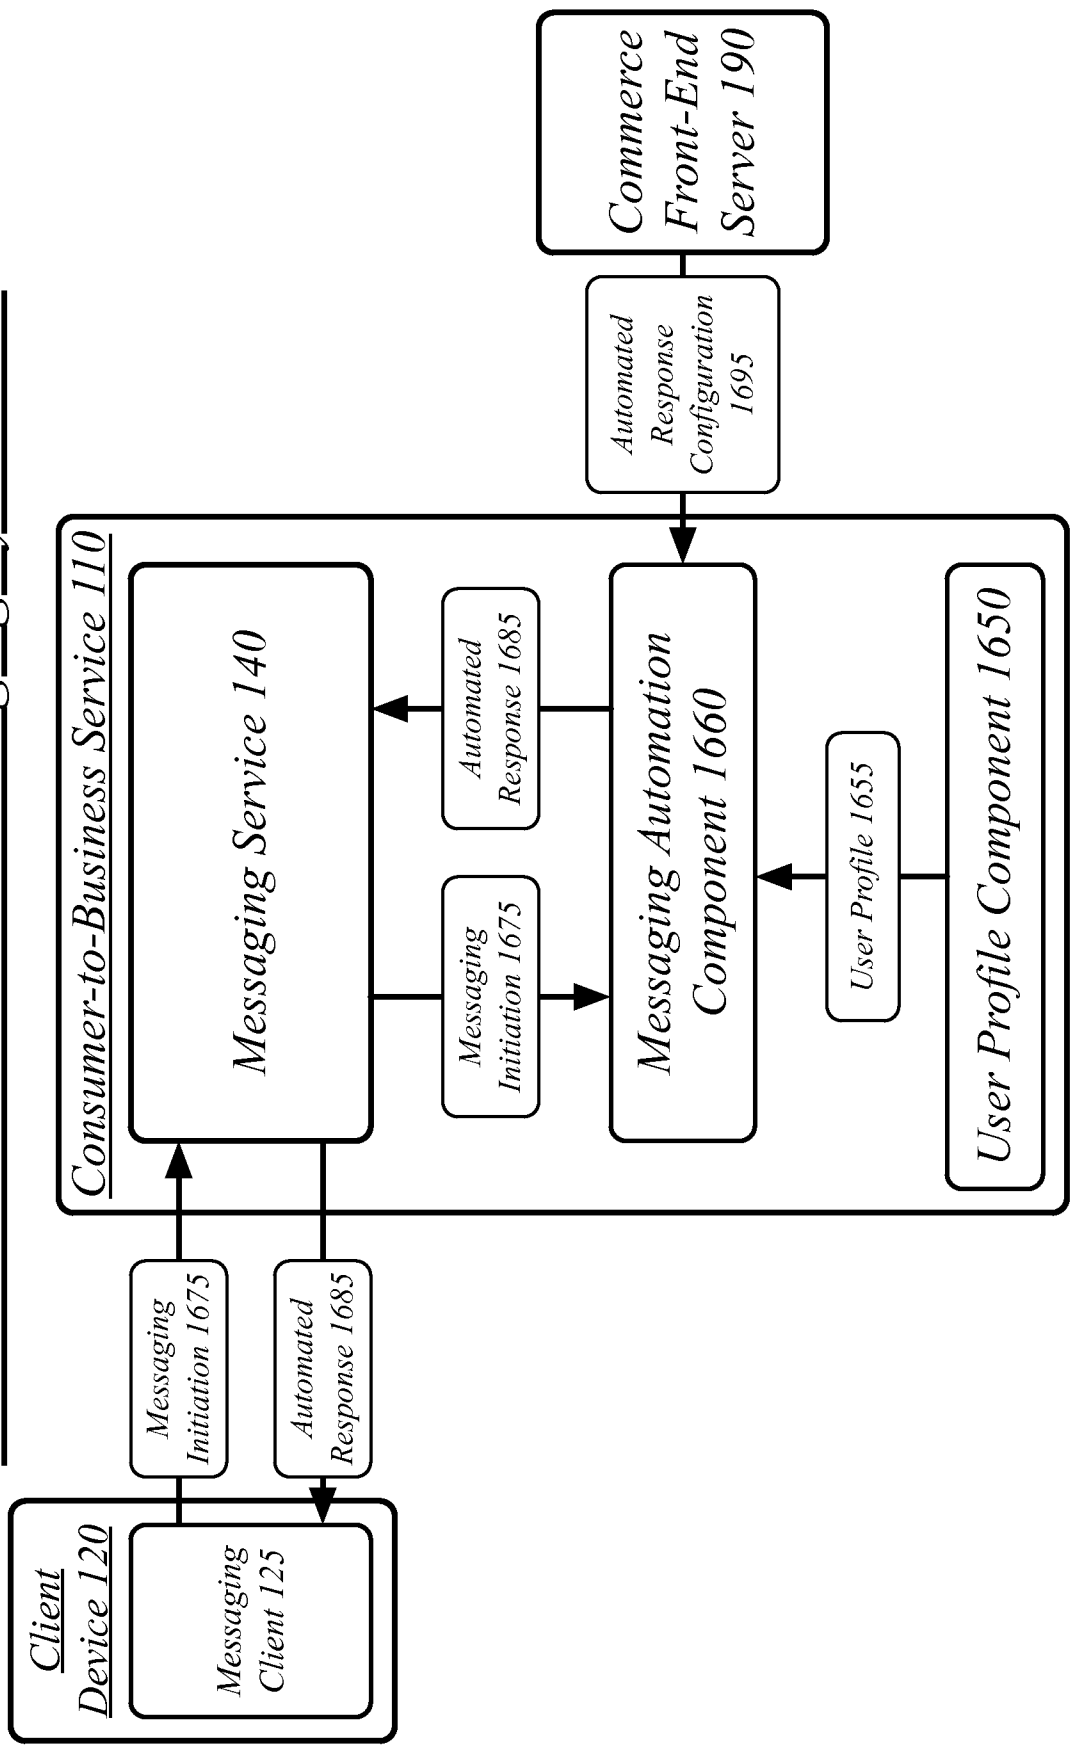 Client
Device 120
Messaging
Client 125
Messaging
Initiation 1675
Automated
Response 1685
Consumer-to-Business Service 110
Messaging Service 140
Messaging
Initiation 1675
Automated
Response 1685
Messaging Automation
Component 1660
User Profile 1655
User Profile Component 1650
Automated
Response
Configuration
1695
Commerce
Front-End
Server 190